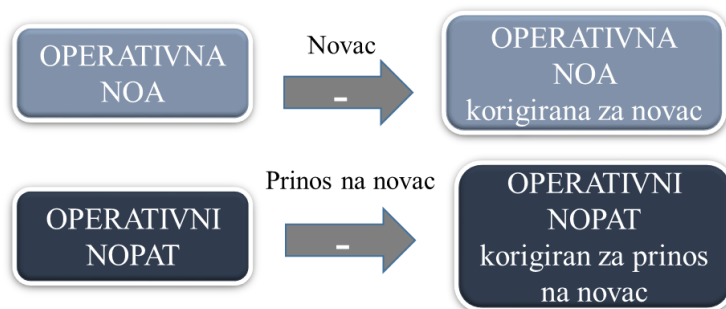 OPERATIVNA
NOA
Novac
-
OPERATIVNA
NOA
korigirana za novac
OPERATIVNI
NOPAT
Prinos na novac
-
OPERATIVNI
NOPAT
korigiran za prinos
na novac